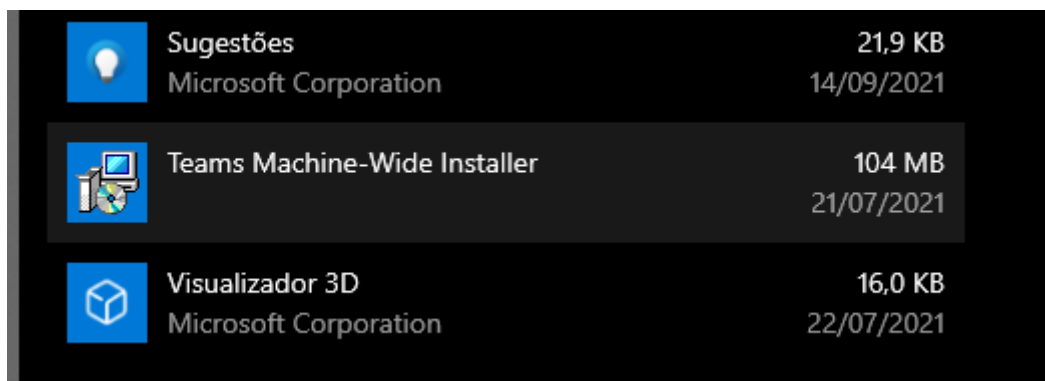 Sugestões 21,9 KB
Microsoft Corporation 14/09/2021
Teams Machine-Wide Installer 104 MB
21/07/2021
Visualizador 3D 16,0 KB
Microsoft Corporation 22/07/2021